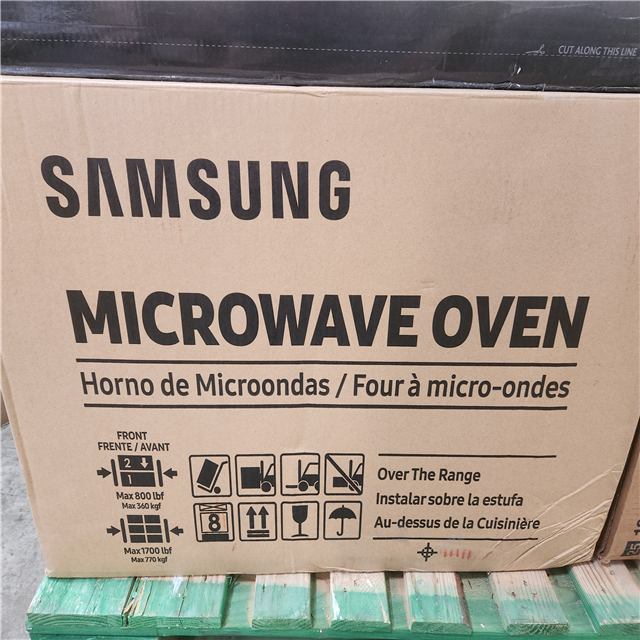 CUT ALONG THIS LINE
SAMSUNG
MICROWAVE OVEN
Horno de Microondas / Four à micro-ondes
FRONT
FRENTE / AVANT
2
1
Max 800 lbf
Max 360 kgf
Max 1700 lbf
Max 770 kgf
8
Over The Range
Instalar sobre la estufa
Au-dessus de la Cuisinière